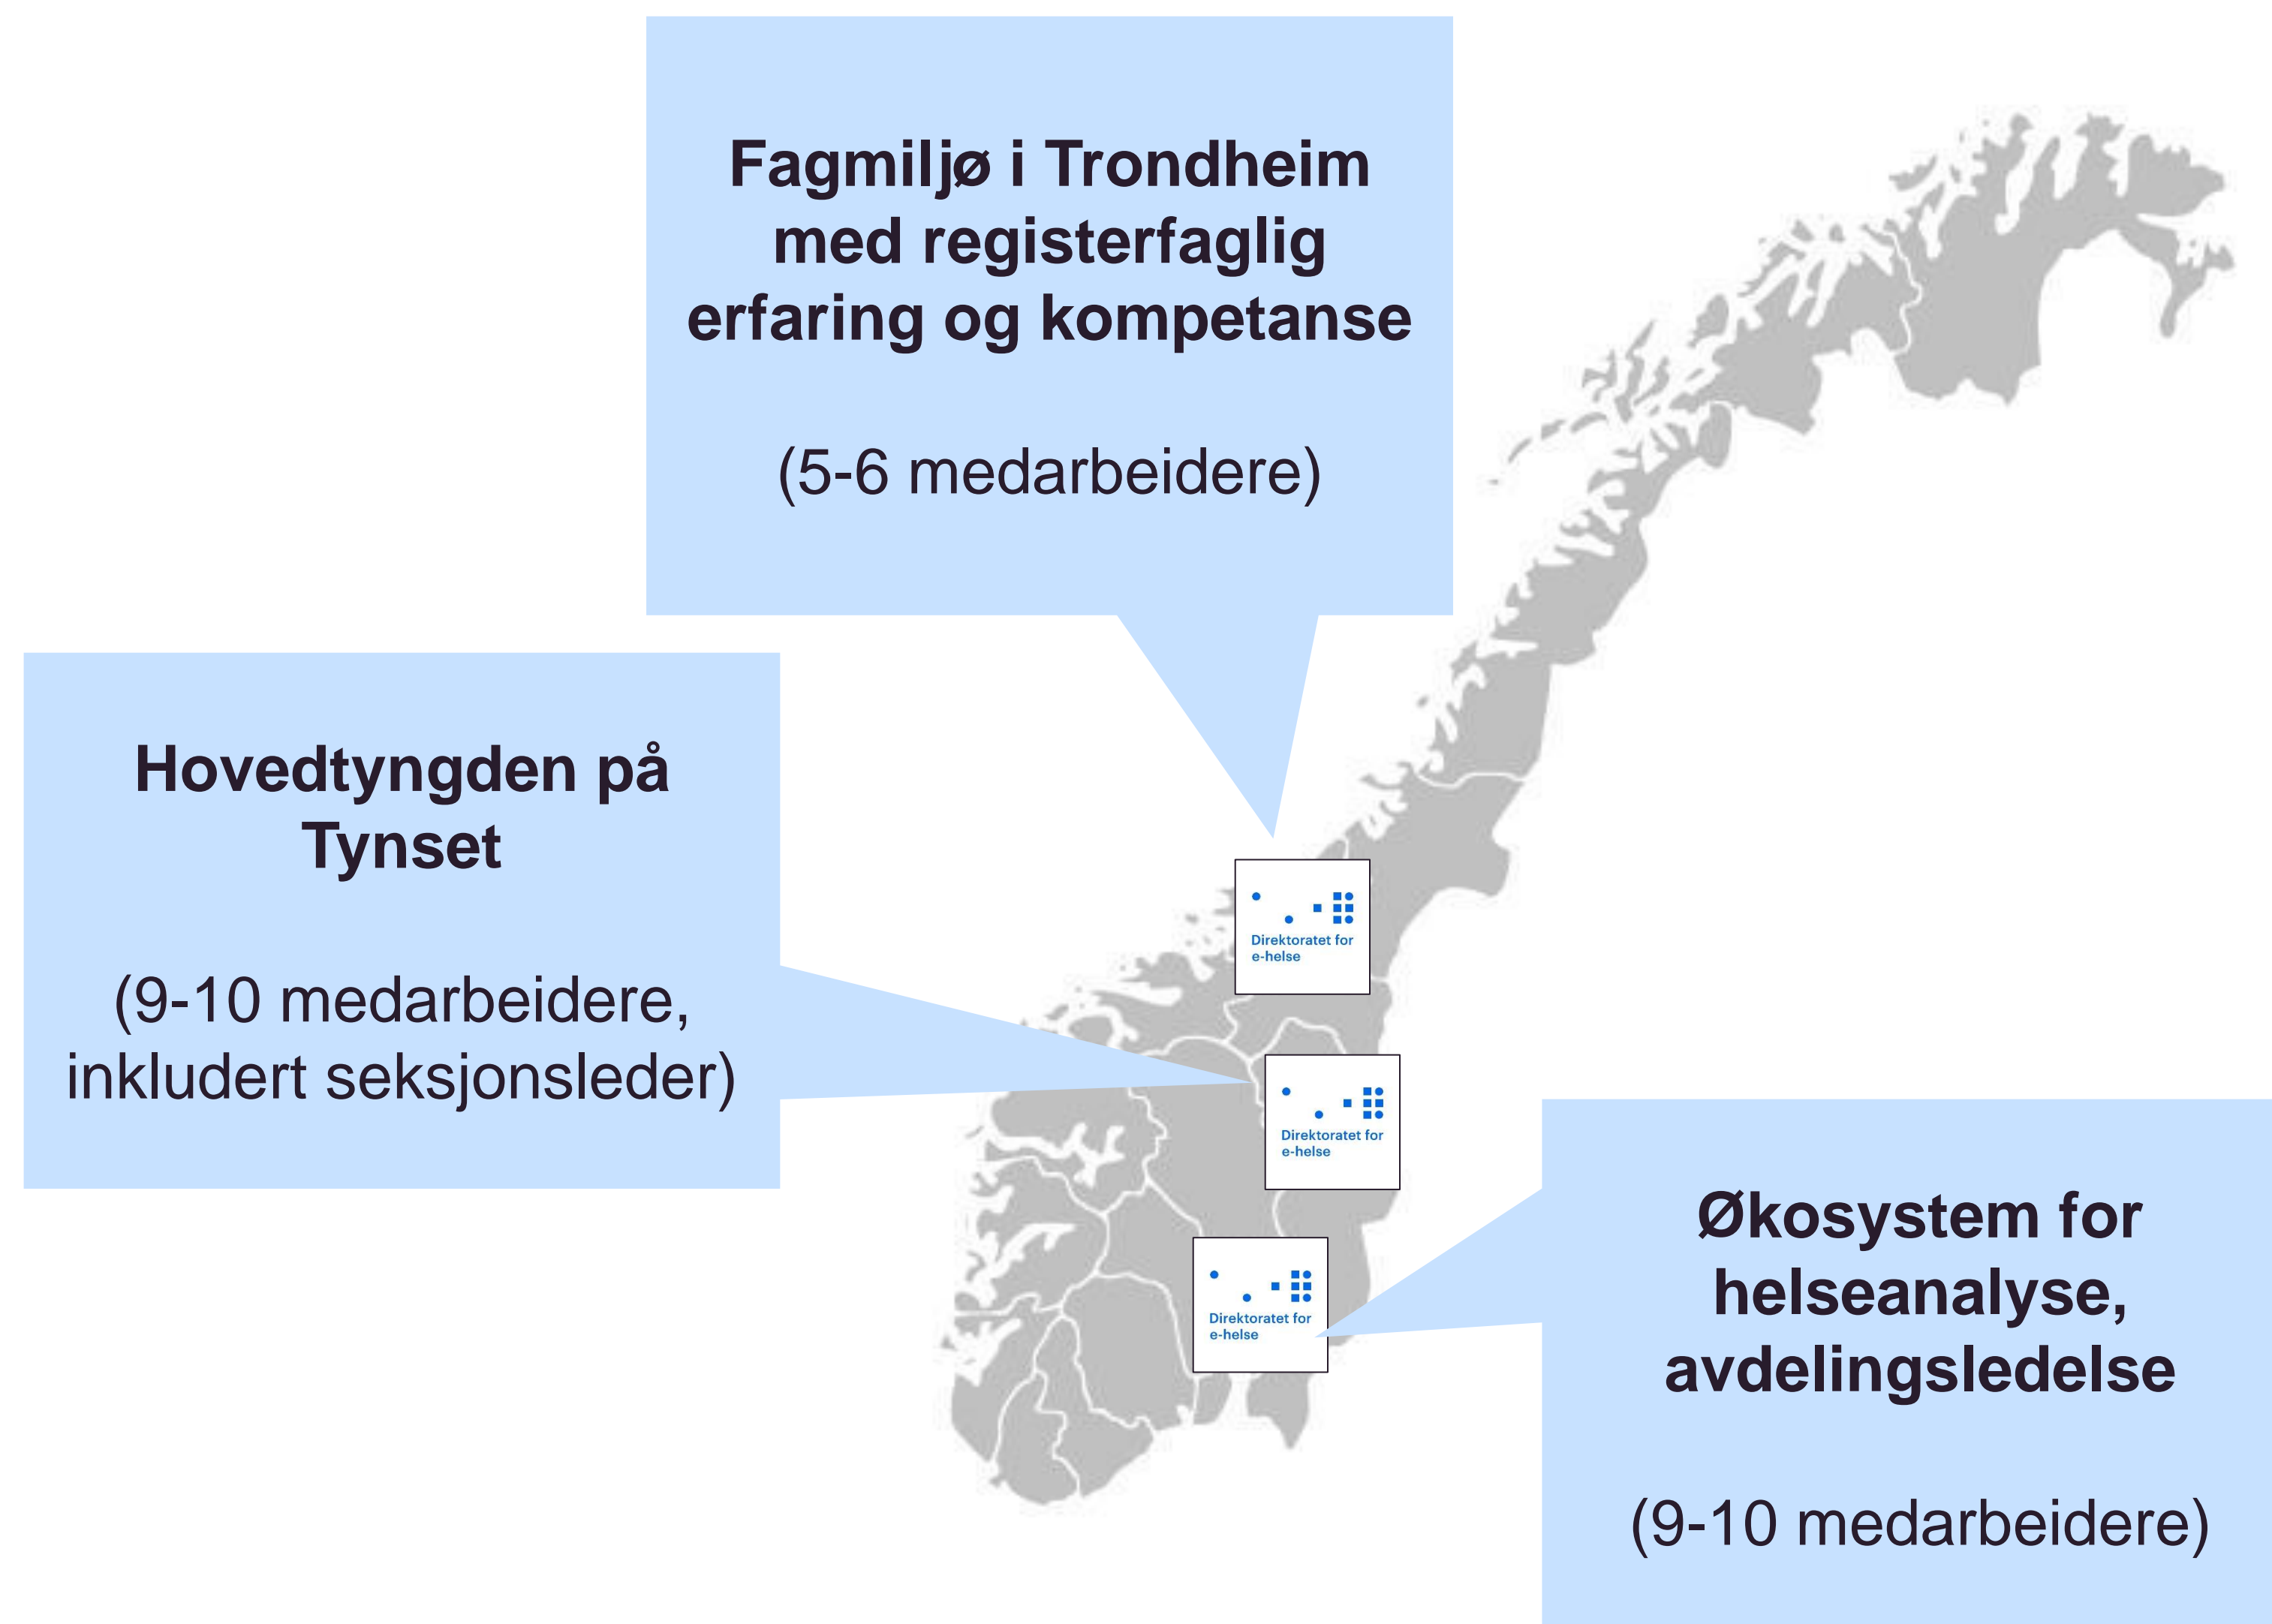 Fagmiljø i Trondheim
med registerfaglig
erfaring og kompetanse
(5-6 medarbeidere)
Hovedtyngden på
Tynset
(9-10 medarbeidere,
inkludert seksjonsleder)
Direktoratet for
e-helse
Direktoratet for
e-helse
Direktoratet for
e-helse
Økosystem for
helseanalyse,
avdelingsledelse
(9-10 medarbeidere)